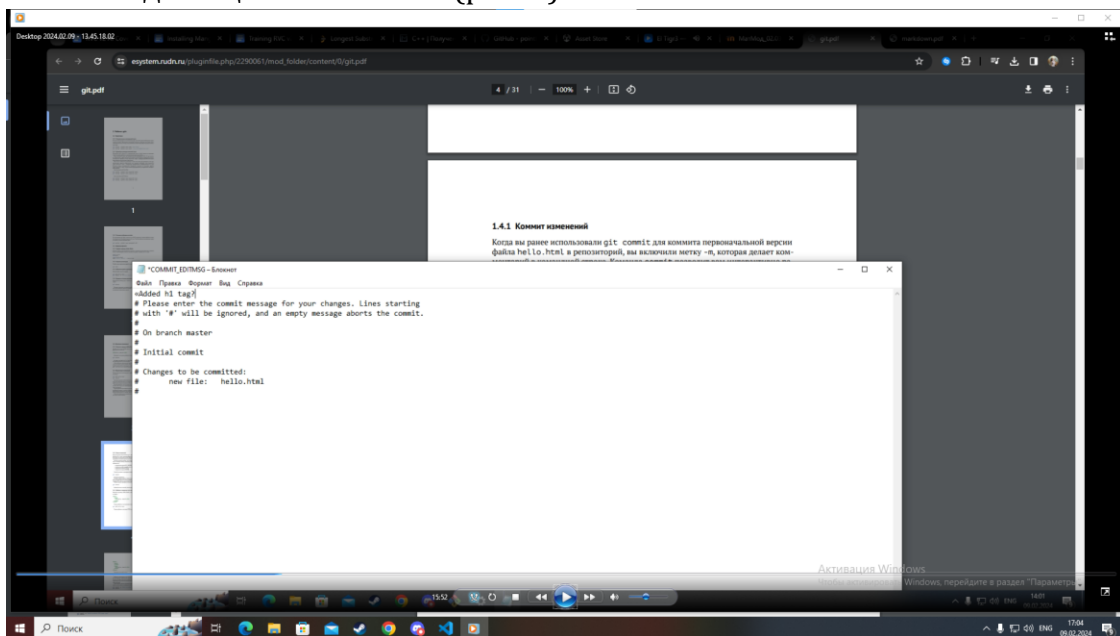 Desktop 2024.02.09 - 13.45.18.02
esystem.rudn.ru/pluginfile.php/2290061/mod_folder/content/0/git.pdf
git.pdf
4 / 31 | — 100% +
1
1.4.1 Коммит изменений
Когда вы ранее использовали git commit для коммита первоначальной версии
файла hello.html в репозиторий, вы включили метку -m, которая делает ком-
*COMMIT_EDITMSG – Блокнот
Файл Правка Формат Вид Справка
«Added h1 tag?
# Please enter the commit message for your changes. Lines starting
# with '#' will be ignored, and an empty message aborts the commit.
#
# On branch master
#
# Initial commit
#
# Changes to be committed:
# new file: hello.html
#
Активация Windows
Windows, перейдите в раздел "Параметры
Поиск
15:52
ENG
Поиск
ENG
17:04
09.02.2024